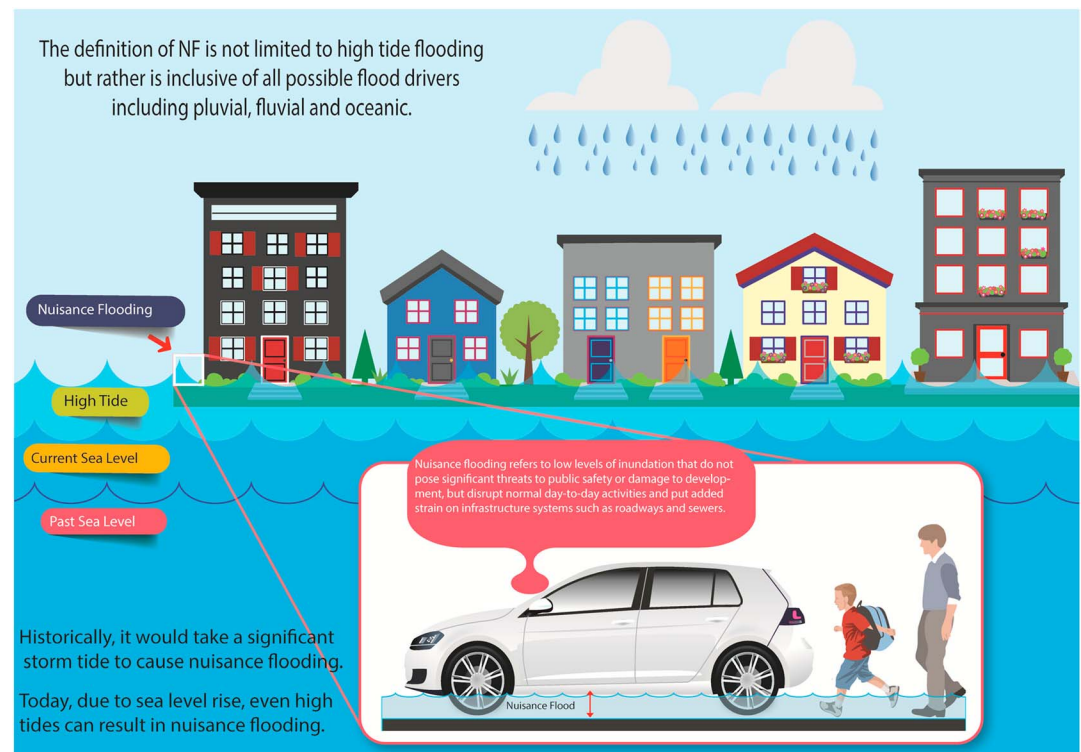 The definition of NF is not limited to high tide flooding
but rather is inclusive of all possible flood drivers
including pluvial, fluvial and oceanic.
Nuisance Flooding
High Tide
Current Sea Level
Past Sea Level
Nuisance flooding refers to low levels of inundation that do not
pose significant threats to public safety or damage to develop-
ment, but disrupt normal day-to-day activities and put added
strain on infrastructure systems such as roadways and sewers.
Historically, it would take a significant
storm tide to cause nuisance flooding.
Today, due to sea level rise, even high
tides can result in nuisance flooding.
Nuisance Flood